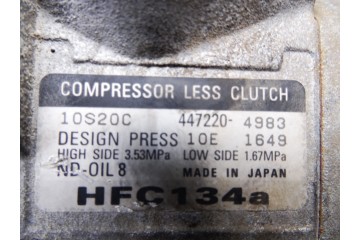 COMPRESSOR LESS CLUTCH
10S20C 447220- 4983
DESIGN PRESS 10E 1649
HIGH SIDE 3.53MPa LOW SIDE 1.67MPa
ND-OIL 8 MADE IN JAPAN
HFC134a